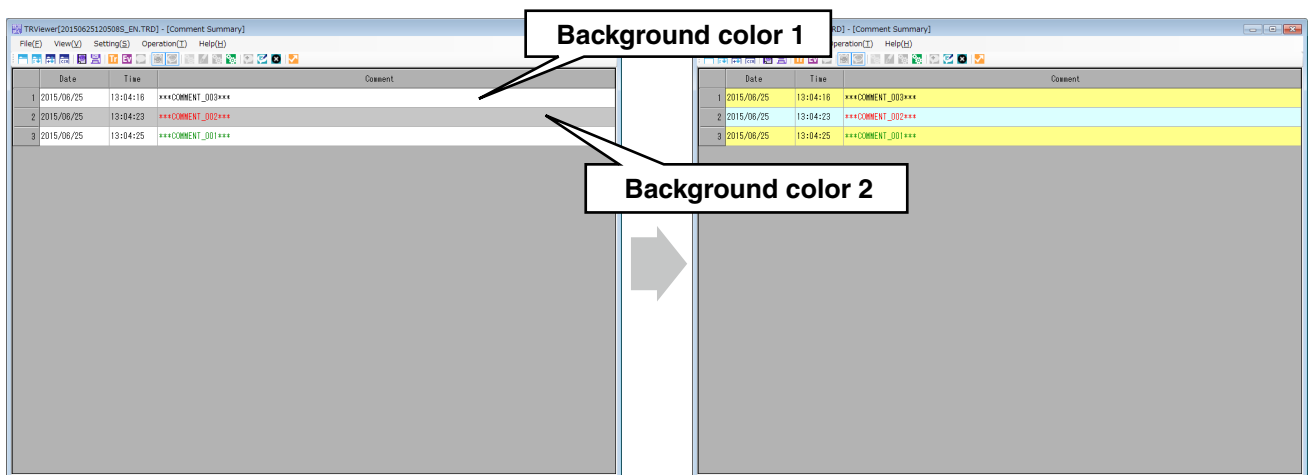 TRViewer[20150625120508S_EN.TRD] - [Comment Summary]
File(F) View(V) Setting(S) Operation(T) Help(H)
Date Time Comment
1 2015/06/25 13:04:16 ***COMMENT_003***
2 2015/06/25 13:04:23 ***COMMENT_002***
3 2015/06/25 13:04:25 ***COMMENT_001***
Background color 1
Background color 2
RD] - [Comment Summary]
peration(T) Help(H)
Date Time Comment
1 2015/06/25 13:04:16 ***COMMENT_003***
2 2015/06/25 13:04:23 ***COMMENT_002***
3 2015/06/25 13:04:25 ***COMMENT_001***